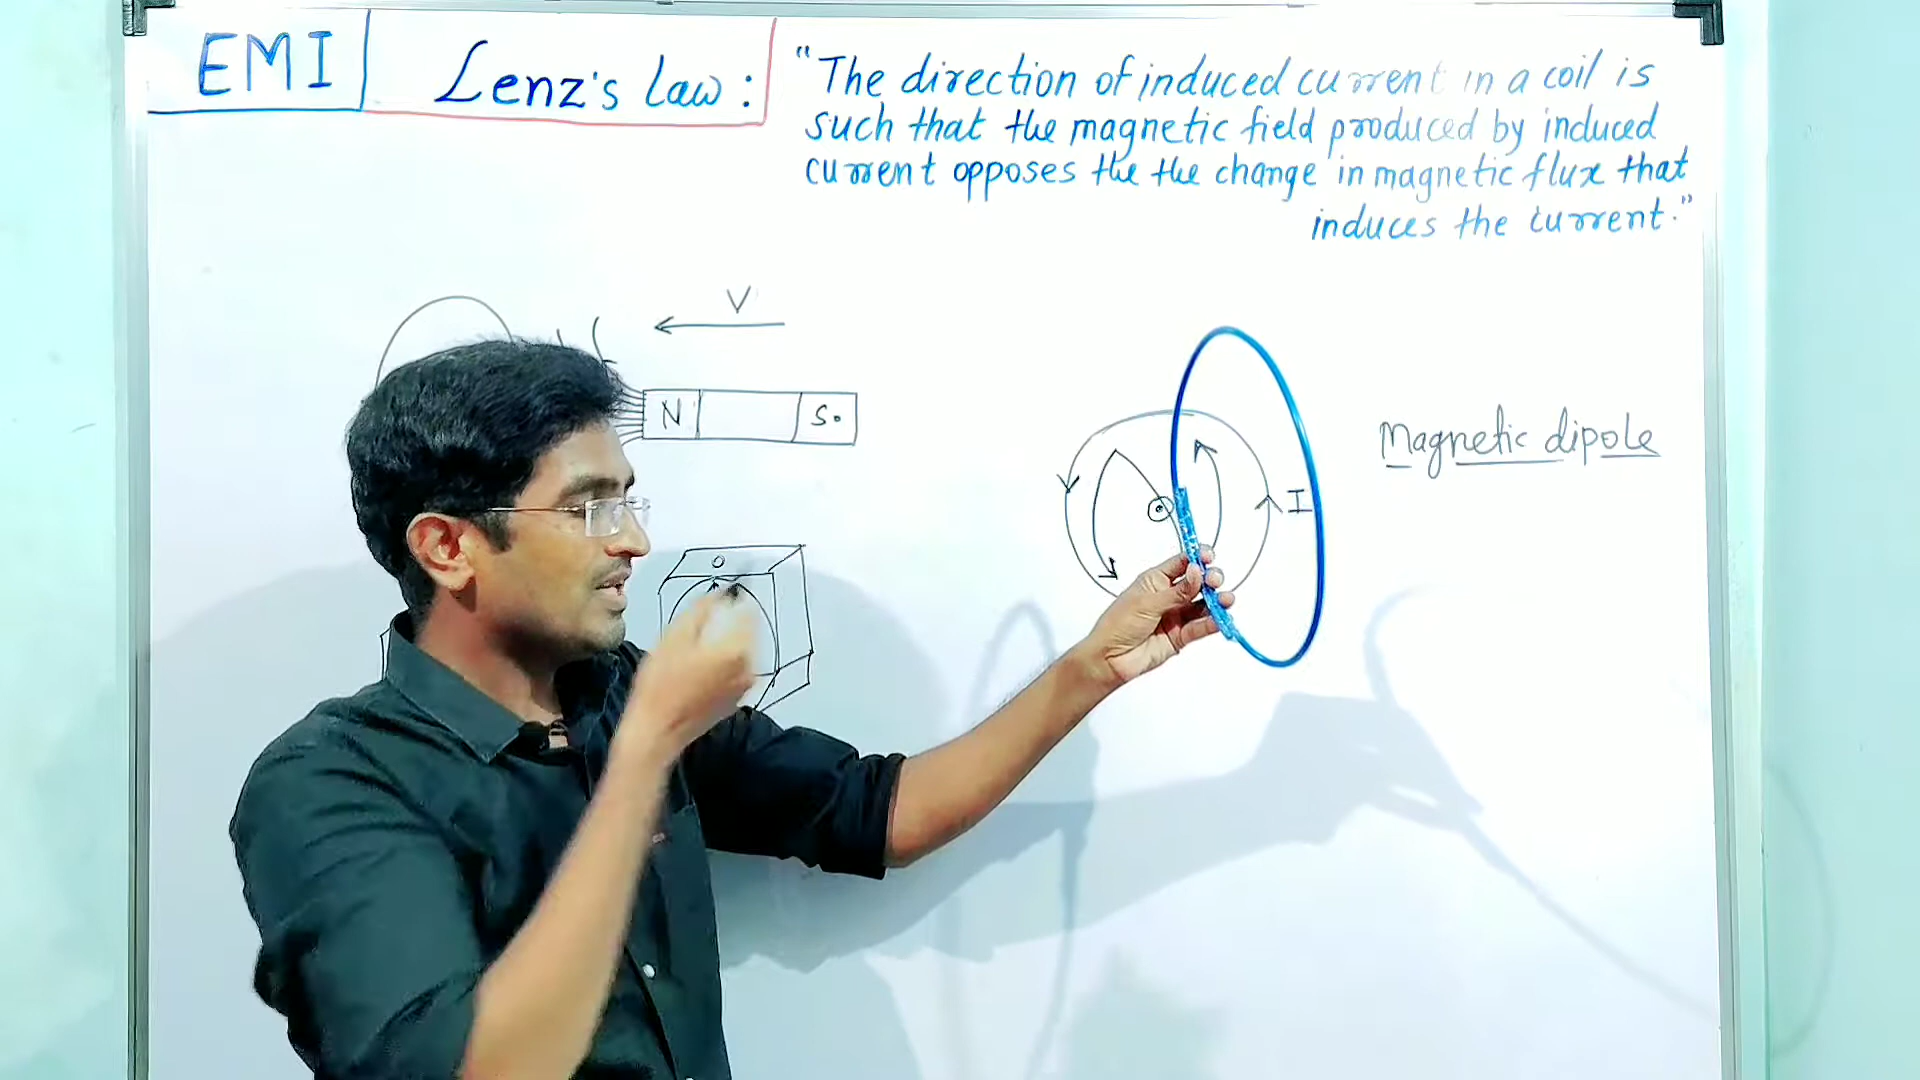 EMI
Lenz's Law:
"The direction of induced current in a coil is
such that the magnetic field produced by induced
current opposes the the change in magnetic flux that
induces the current."
V
N
S
I
Magnetic dipole